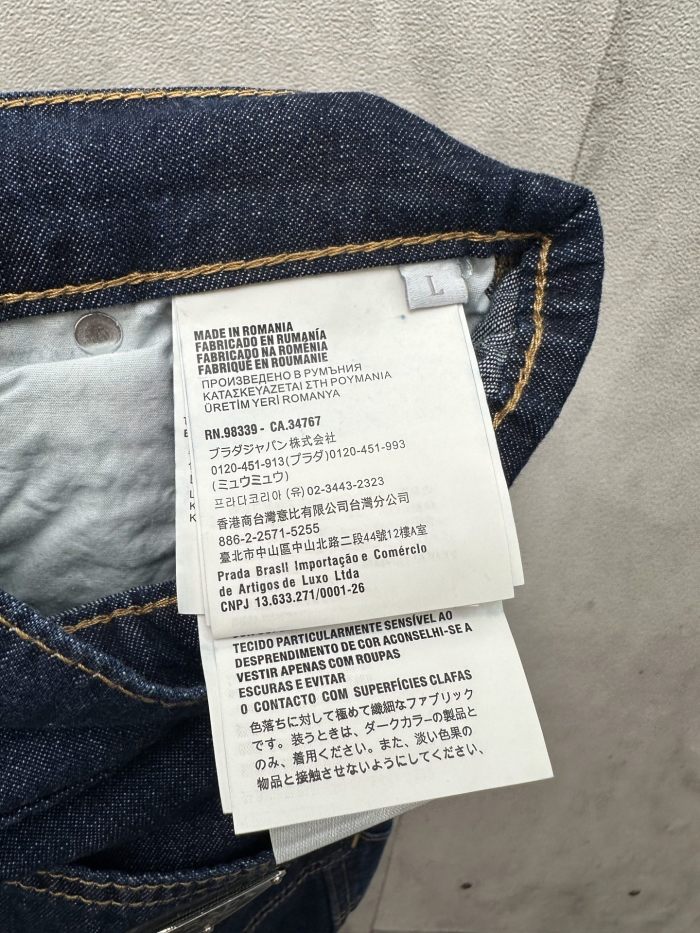 L
MADE IN ROMANIA
FABRICADO EN RUMANÍA
FABRICADO NA ROMÉNIA
FABRIQUÉ EN ROUMANIE
ПРОИЗВЕДЕНО В РУМЪНИЯ
ΚΑΤΑΣΚΕΥΑΖΕΤΑΙ ΣΤΗ ΡΟΥΜΑΝΙΑ
ÜRETİM YERİ ROMANYA
RN.98339 - CA.34767
プラダジャパン株式会社
0120-451-913(プラダ)0120-451-993
(ミュウミュウ)
프라다코리아 (유) 02-3443-2323
香港商台灣意比有限公司台灣分公司
886-2-2571-5255
臺北市中山區中山北路二段44號12樓A室
Prada Brasil Importação e Comérclo
de Artigos de Luxo Ltda
CNPJ 13.633.271/0001-26
TECIDO PARTICULARMENTE SENSÍVEL AO
DESPRENDIMENTO DE COR ACONSELHI-SE A
VESTIR APENAS COM ROUPAS
ESCURAS E EVITAR
O CONTACTO COM SUPERFÍCIES CLAFAS
色落ちに対して極めて繊細なファブリック
です。装うときは、ダークカラーの製品と
のみ、着用ください。また、淡い色果の
物品と接触させないようにしてください、